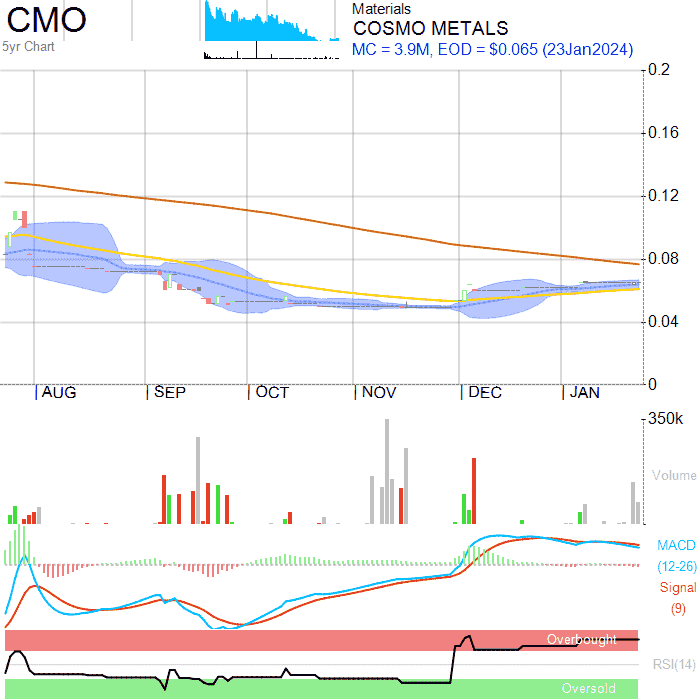 CMO
5yr Chart
Materials
COSMO METALS
MC = 3.9M, EOD = $0.065 (23Jan2024)
0.2
0.16
0.12
0.08
0.04
0
AUG SEP OCT NOV DEC JAN
350k
Volume
MACD
(12-26)
Signal
(9)
Overbought
RSI(14)
Oversold